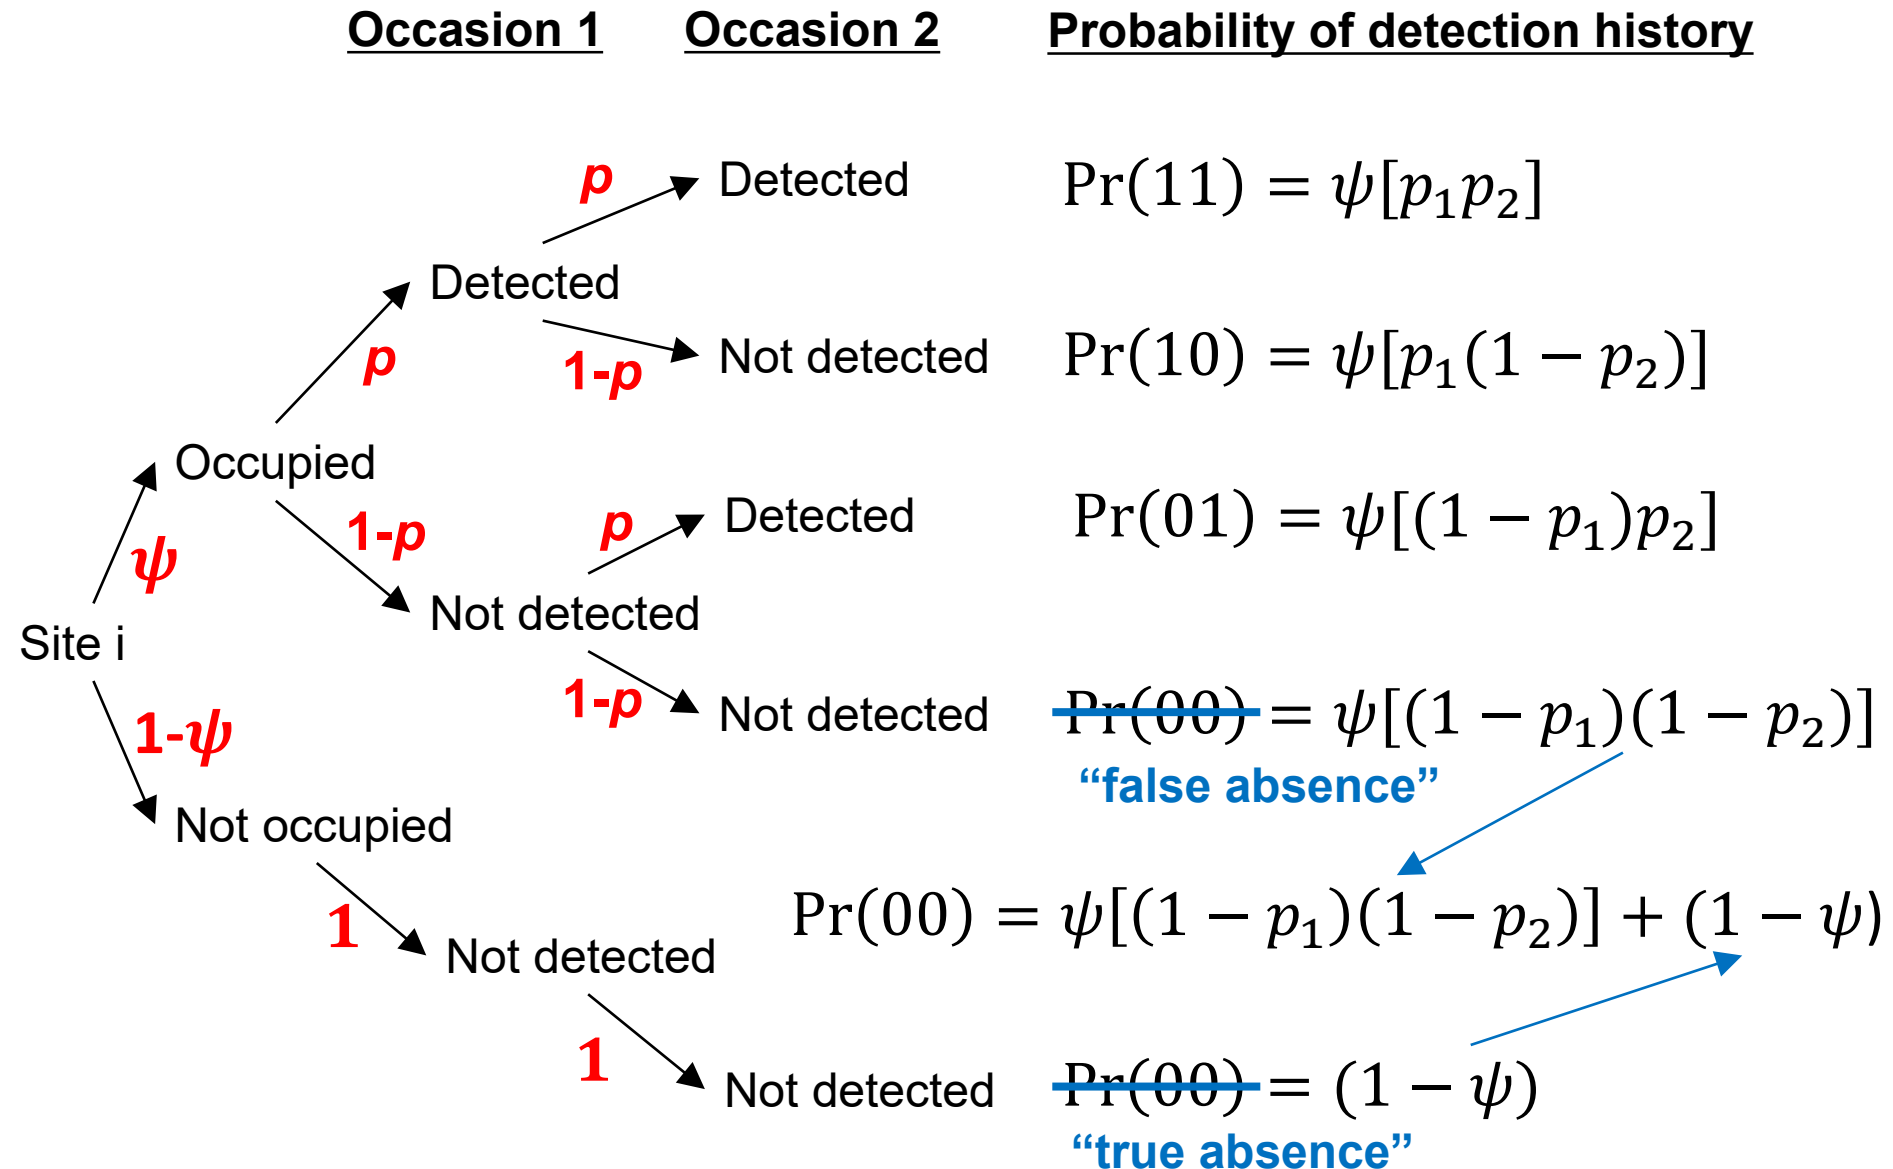 Occasion 1 Occasion 2 Probability of detection history
p Detected Pr(11) = ψ[p₁p₂]
Detected
p 1-p Not detected Pr(10) = ψ[p₁(1 − p₂)]
Occupied
1-p p Detected Pr(01) = ψ[(1 − p₁)p₂]
ψ
Not detected
Site i
1-p Not detected Pr(00) = ψ[(1 − p₁)(1 − p₂)]
1-ψ
“false absence”
Not occupied
1 Pr(00) = ψ[(1 − p₁)(1 − p₂)] + (1 − ψ)
Not detected
1 Not detected Pr(00) = (1 − ψ)
“true absence”